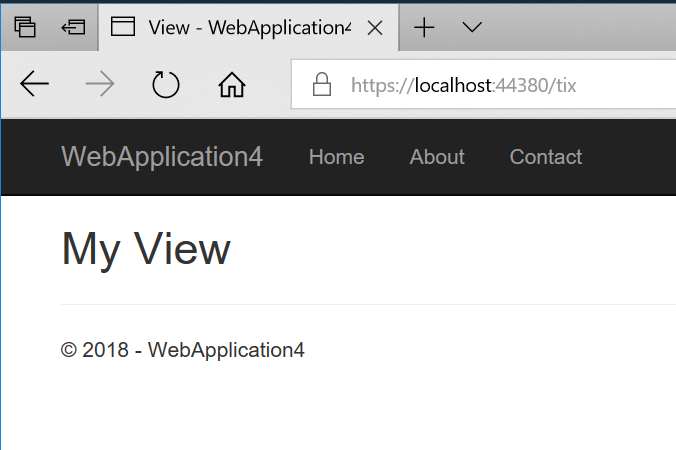 View - WebApplication4
https://localhost:44380/tix
WebApplication4 Home About Contact
My View
© 2018 - WebApplication4